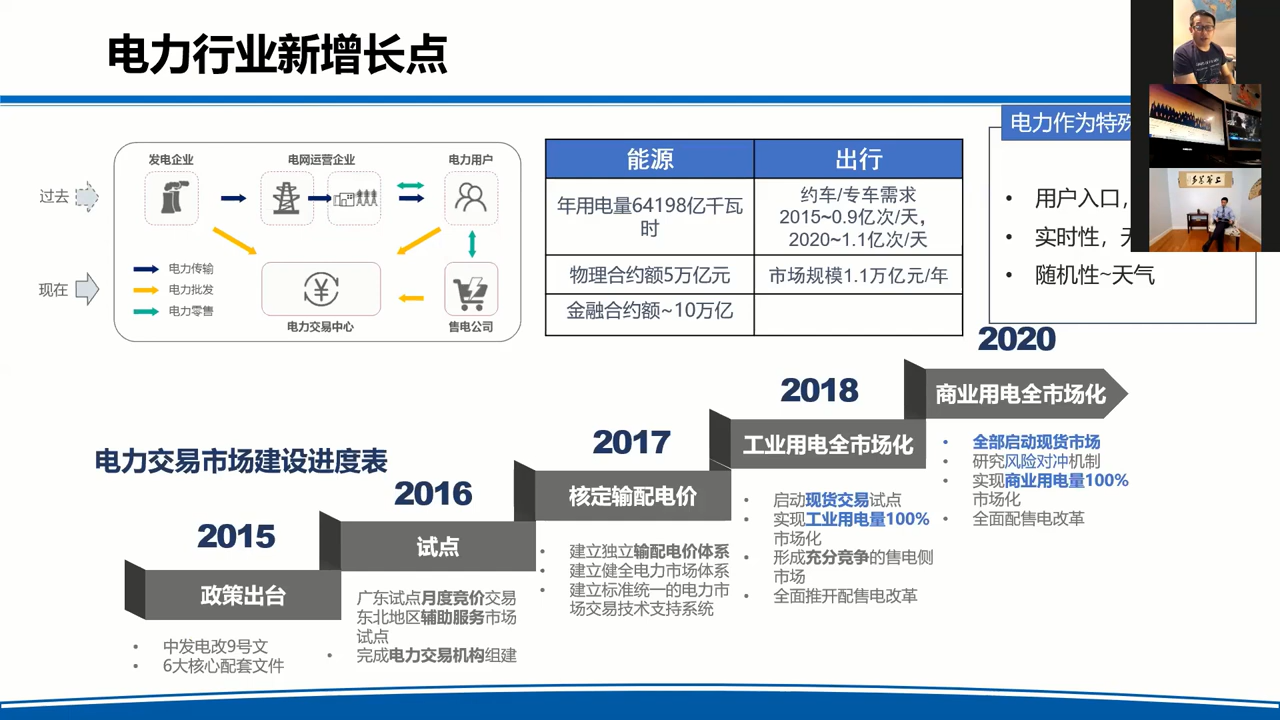 电力行业新增长点
过去
现在
发电企业
电网运营企业
电力用户
电力传输
电力批发
电力零售
电力交易中心
售电公司
能源
出行
年用电量64198亿千瓦
时
约车/专车需求
2015~0.9亿次/天,
2020~1.1亿次/天
物理合约额5万亿元
市场规模1.1万亿元/年
金融合约额~10万亿
电力作为特殊
• 用户入口,
• 实时性,天
• 随机性~天气
电力交易市场建设进度表
2015
政策出台
• 中发电改9号文
• 6大核心配套文件
2016
试点
广东试点月度竞价交易
东北地区辅助服务市场
试点
• 完成电力交易机构组建
2017
核定输配电价
• 建立独立输配电价体系
• 建立健全电力市场体系
• 建立标准统一的电力市
场交易技术支持系统
2018
工业用电全市场化
• 启动现货交易试点
• 实现工业用电量100%
市场化
• 形成充分竞争的售电侧
市场
• 全面推开配售电改革
2020
商业用电全市场化
• 全部启动现货市场
• 研究风险对冲机制
• 实现商业用电量100%
市场化
• 全面配售电改革